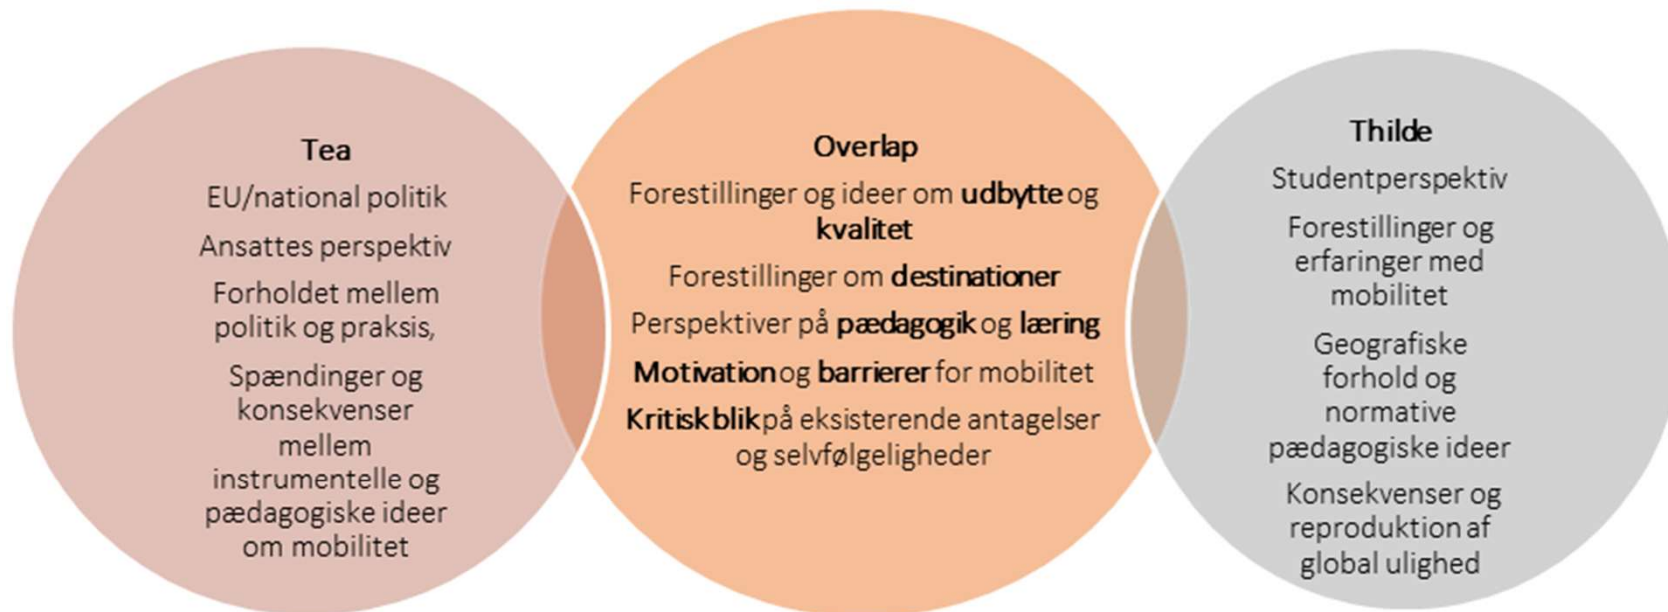 Tea
EU/national politik
Ansattes perspektiv
Forholdet mellem
politik og praksis,
Spændinger og
konsekvenser
mellem
instrumentelle og
pædagogiske ideer
om mobilitet
Overlap
Forestillinger og ideer om udbytte og
kvalitet
Forestillinger om destinationer
Perspektiver på pædagogik og læring
Motivation og barrierer for mobilitet
Kritisk blik på eksisterende antagelser
og selvfølgeligheder
Thilde
Studentperspektiv
Forestillinger og
erfaringer med
mobilitet
Geografiske
forhold og
normative
pædagogiske ideer
Konsekvenser og
reproduktion af
global ulighed